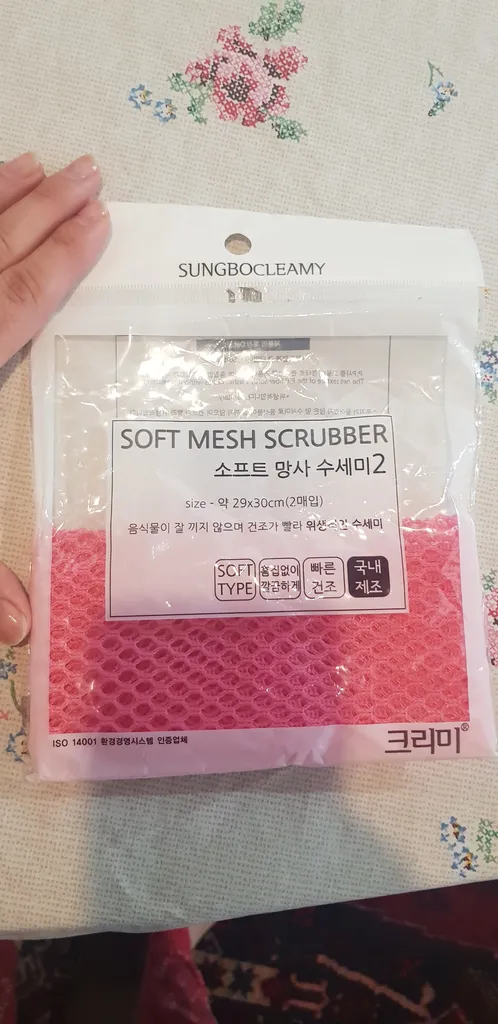 SUNGBOCLEAMY
SOFT MESH SCRUBBER
소프트 망사 수세미2
size - 약 29x30cm(2매입)
음식물이 잘 끼지 않으며 건조가 빨라 위생적인 수세미
SOFT TYPE
흠집없이 깔끔하게
빠른 건조
국내 제조
ISO 14001 환경경영시스템 인증업체
크리미®